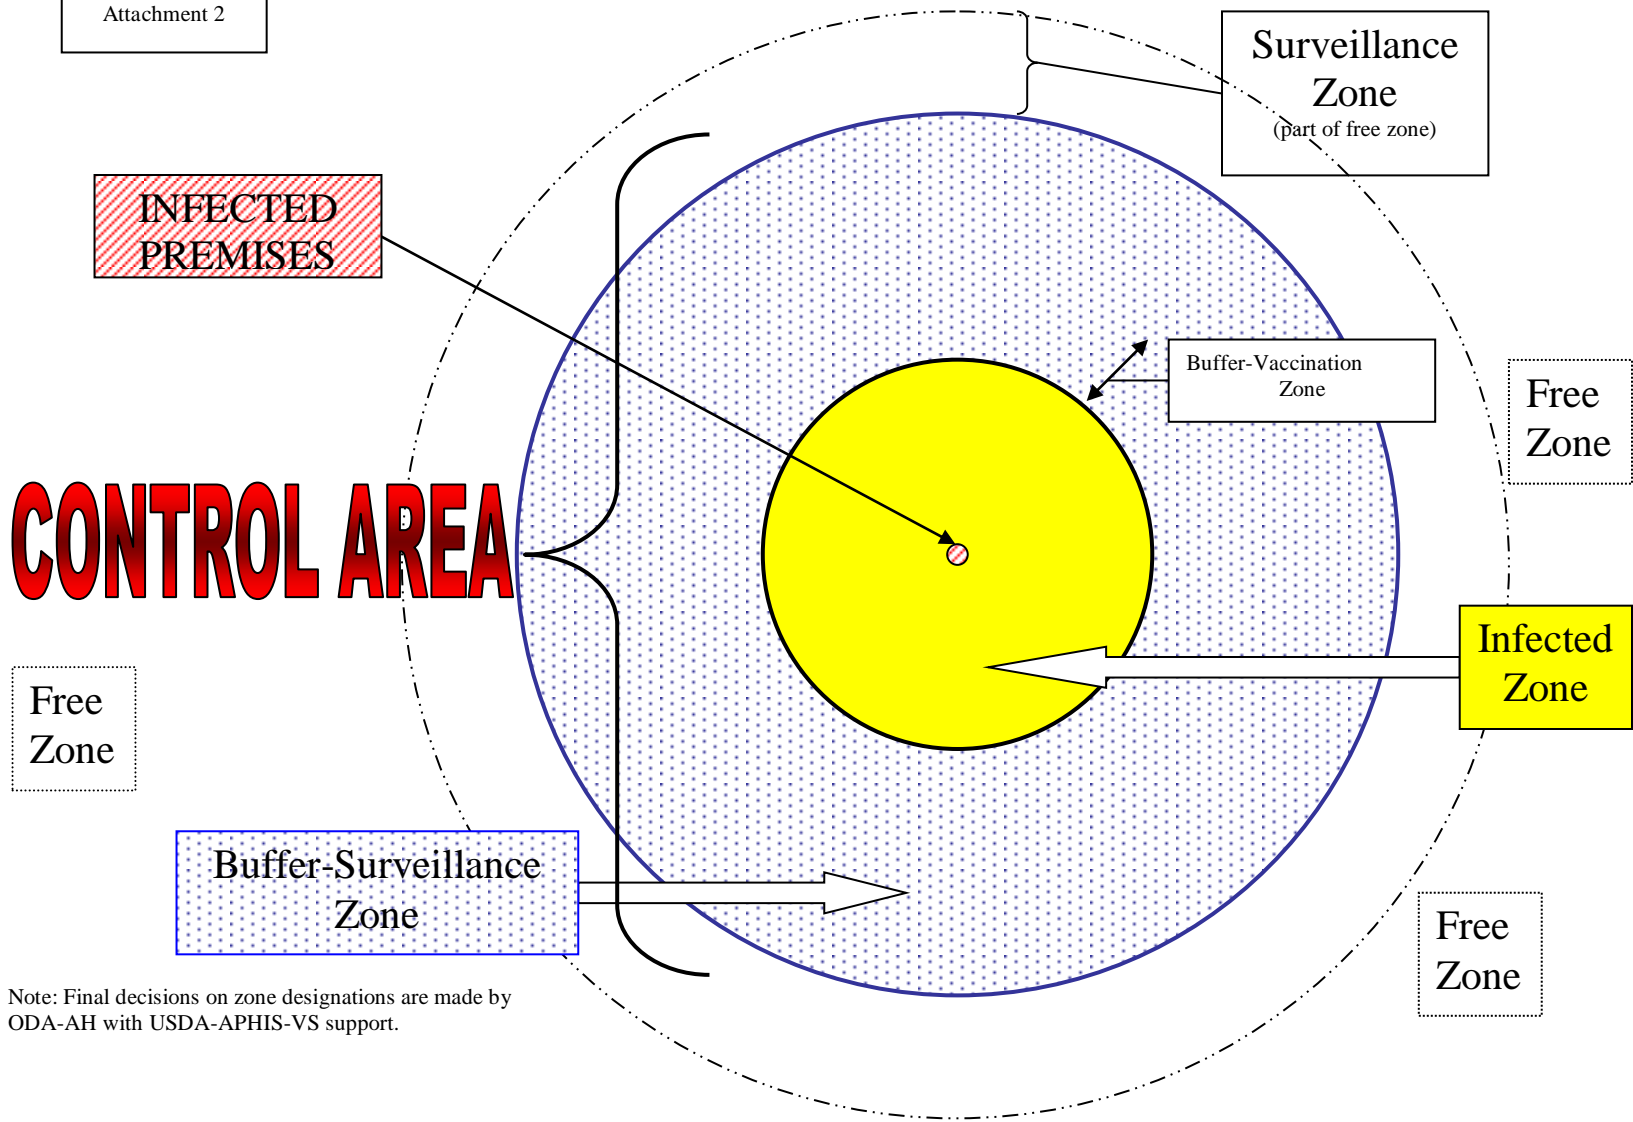 Attachment 2
Surveillance
Zone
(part of free zone)
INFECTED
PREMISES
Buffer-Vaccination
Zone
Free
Zone
CONTROL AREA
Infected
Zone
Free
Zone
Buffer-Surveillance
Zone
Free
Zone
Note: Final decisions on zone designations are made by
ODA-AH with USDA-APHIS-VS support.